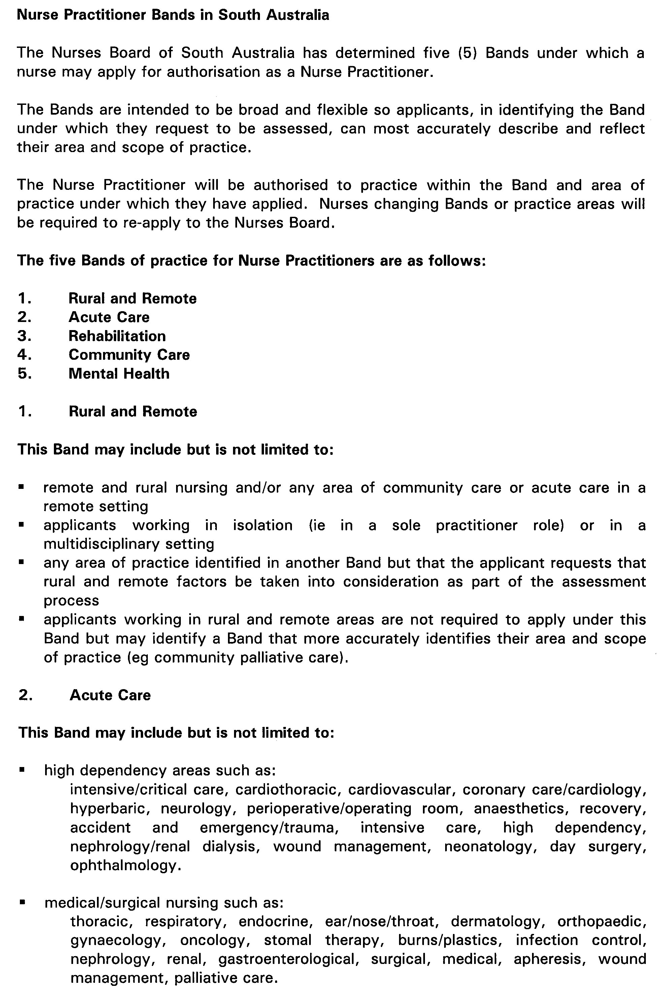 Nurse Practitioner Bands in South Australia
The Nurses Board of South Australia has determined five (5) Bands under which a
nurse may apply for authorisation as a Nurse Practitioner.
The Bands are intended to be broad and flexible so applicants, in identifying the Band
under which they request to be assessed, can most accurately describe and reflect
their area and scope of practice.
The Nurse Practitioner will be authorised to practice within the Band and area of
practice under which they have applied. Nurses changing Bands or practice areas will
be required to re-apply to the Nurses Board.
The five Bands of practice for Nurse Practitioners are as follows:
1. Rural and Remote
2. Acute Care
3. Rehabilitation
4. Community Care
5. Mental Health
1. Rural and Remote
This Band may include but is not limited to:
▪ remote and rural nursing and/or any area of community care or acute care in a
remote setting
▪ applicants working in isolation (ie in a sole practitioner role) or in a
multidisciplinary setting
▪ any area of practice identified in another Band but that the applicant requests that
rural and remote factors be taken into consideration as part of the assessment
process
▪ applicants working in rural and remote areas are not required to apply under this
Band but may identify a Band that more accurately identifies their area and scope
of practice (eg community palliative care).
2. Acute Care
This Band may include but is not limited to:
▪ high dependency areas such as:
intensive/critical care, cardiothoracic, cardiovascular, coronary care/cardiology,
hyperbaric, neurology, perioperative/operating room, anaesthetics, recovery,
accident and emergency/trauma, intensive care, high dependency,
nephrology/renal dialysis, wound management, neonatology, day surgery,
ophthalmology.
▪ medical/surgical nursing such as:
thoracic, respiratory, endocrine, ear/nose/throat, dermatology, orthopaedic,
gynaecology, oncology, stomal therapy, burns/plastics, infection control,
nephrology, renal, gastroenterological, surgical, medical, apheresis, wound
management, palliative care.